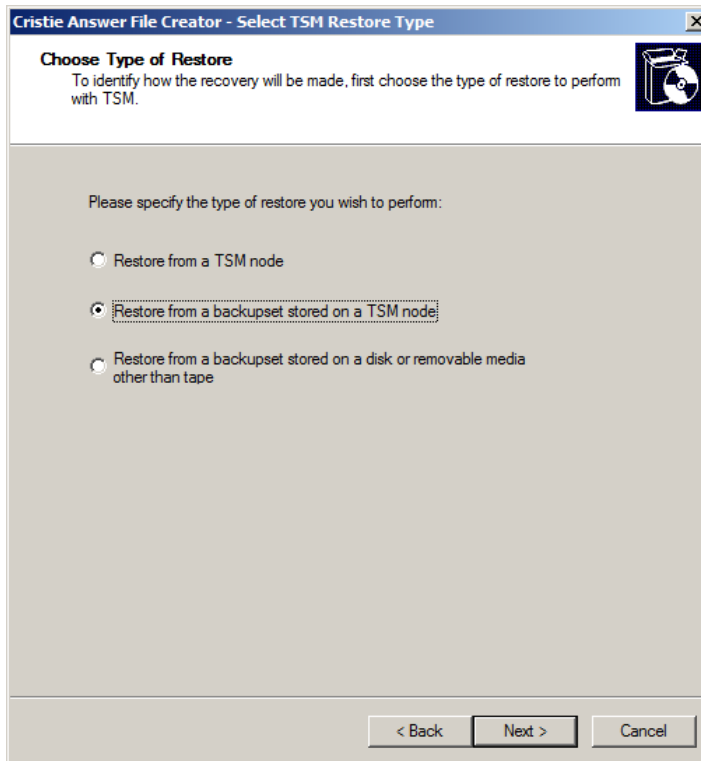 Cristie Answer File Creator - Select TSM Restore Type
Choose Type of Restore
To identify how the recovery will be made, first choose the type of restore to perform
with TSM.
Please specify the type of restore you wish to perform:
Restore from a TSM node
Restore from a backupset stored on a TSM node
Restore from a backupset stored on a disk or removable media
other than tape
< Back
Next >
Cancel